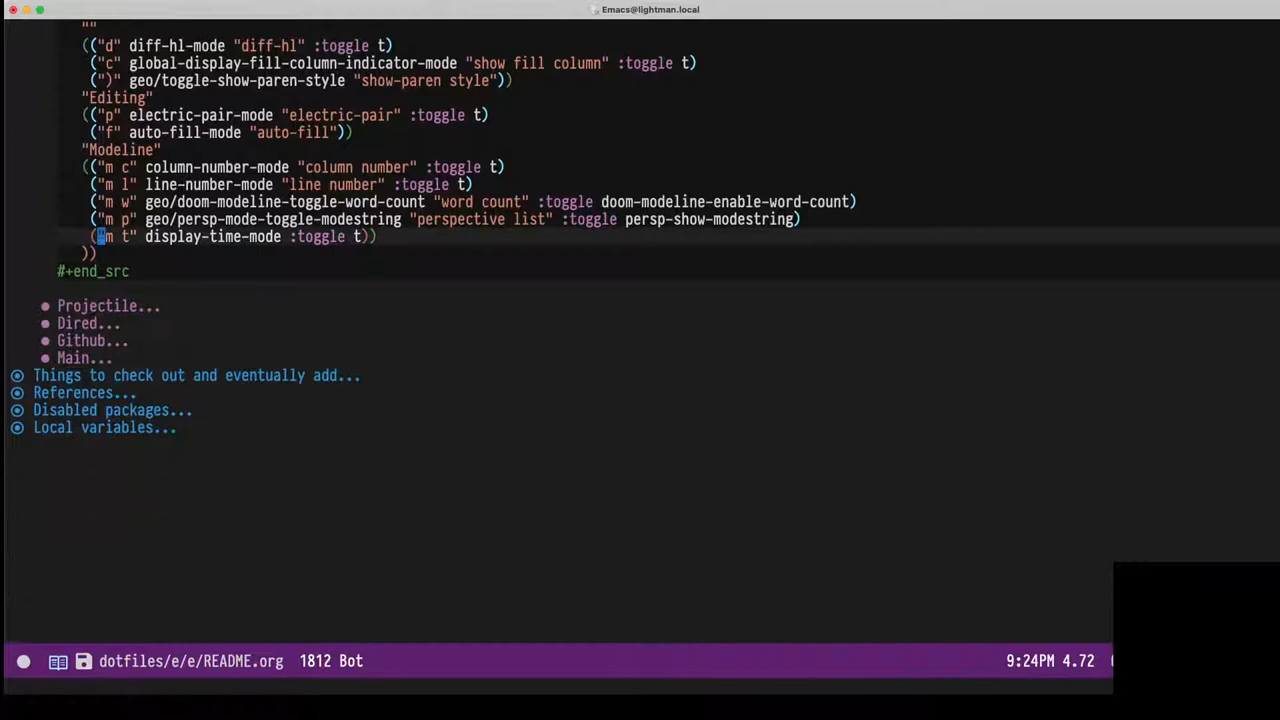 Emacs@lightman.local
""
(("d" diff-hl-mode "diff-hl" :toggle t)
("c" global-display-fill-column-indicator-mode "show fill column" :toggle t)
(")" geo/toggle-show-paren-style "show-paren style"))
"Editing"
(("p" electric-pair-mode "electric-pair" :toggle t)
("f" auto-fill-mode "auto-fill"))
"Modeline"
(("m c" column-number-mode "column number" :toggle t)
("m l" line-number-mode "line number" :toggle t)
("m w" geo/doom-modeline-toggle-word-count "word count" :toggle doom-modeline-enable-word-count)
("m p" geo/persp-mode-toggle-modestring "perspective list" :toggle persp-show-modestring)
("m t" display-time-mode :toggle t))
))
#+end_src
Projectile...
Dired...
Github...
Main...
Things to check out and eventually add...
References...
Disabled packages...
Local variables...
dotfiles/e/e/README.org 1812 Bot 9:24PM 4.72